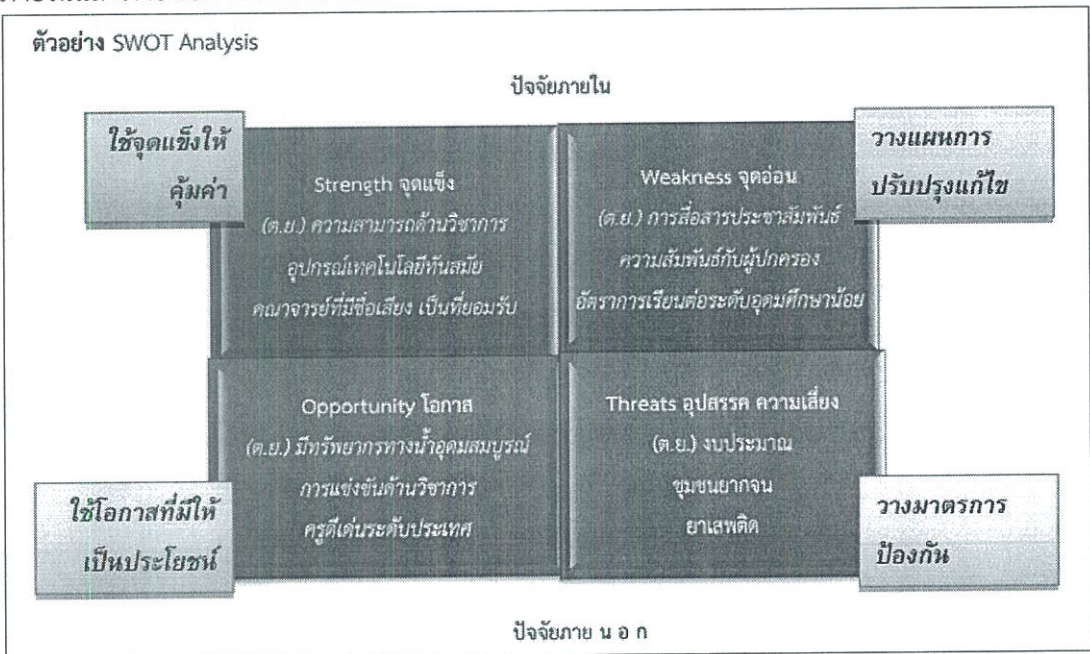 ตัวอย่าง SWOT Analysis
ปัจจัยภายใน
ใช้จุดแข็งให้
คุ้มค่า
Strength จุดแข็ง
(ต.ย.) ความสามารถด้านวิชาการ
อุปกรณ์เทคโนโลยีทันสมัย
คณาจารย์ที่มีชื่อเสียง เป็นที่ยอมรับ
Weakness จุดอ่อน
(ต.ย.) การสื่อสารประชาสัมพันธ์
ความสัมพันธ์กับผู้ปกครอง
อัตราการเรียนต่อระดับอุดมศึกษาน้อย
วางแผนการ
ปรับปรุงแก้ไข
Opportunity โอกาส
(ต.ย.) มีทรัพยากรทางน้ำอุดมสมบูรณ์
การแข่งขันด้านวิชาการ
ครูดีเด่นระดับประเทศ
ใช้โอกาสที่มีให้
เป็นประโยชน์
Threats อุปสรรค ความเสี่ยง
(ต.ย.) งบประมาณ
ชุมชนยากจน
ยาเสพติด
วางมาตรการ
ป้องกัน
ปัจจัยภาย น อ ก